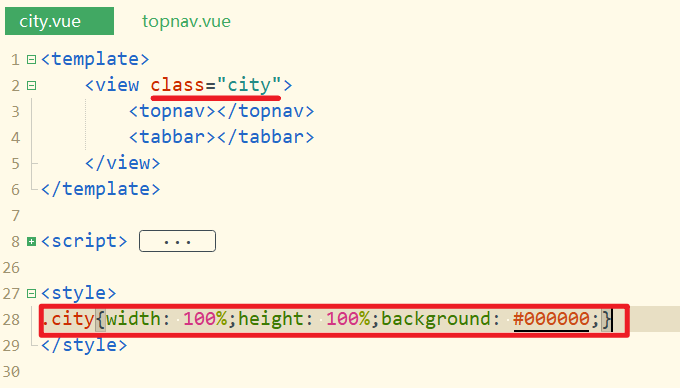 city.vue topnav.vue
1 <template>
2 <view class="city">
3 <topnav></topnav>
4 <tabbar></tabbar>
5 </view>
6 </template>
7
8 <script> ...
26
27 <style>
28 .city{width: 100%;height: 100%;background: #000000;}
29 </style>
30